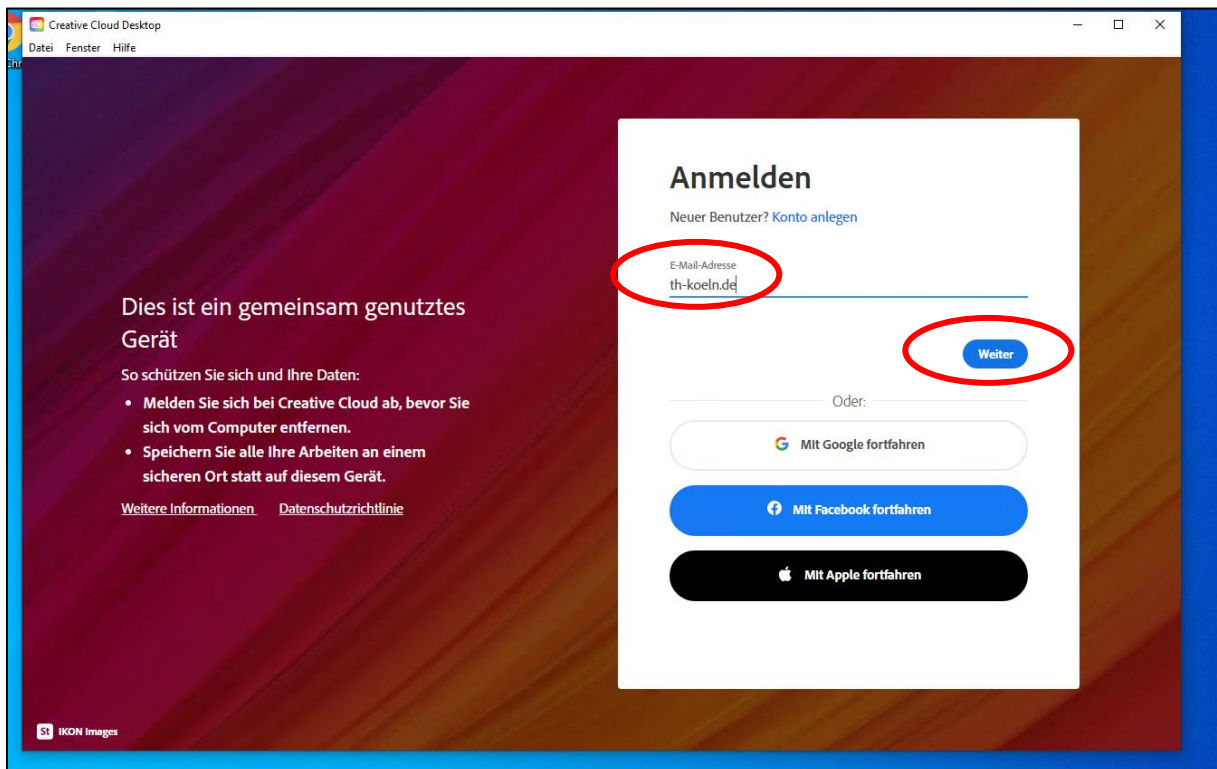 Creative Cloud Desktop
Datei Fenster Hilfe
Anmelden
Neuer Benutzer? Konto anlegen
E-Mail-Adresse
th-koeln.de
Weiter
Oder:
Mit Google fortfahren
Mit Facebook fortfahren
Mit Apple fortfahren
Dies ist ein gemeinsam genutztes
Gerät
So schützen Sie sich und Ihre Daten:
• Melden Sie sich bei Creative Cloud ab, bevor Sie
sich vom Computer entfernen.
• Speichern Sie alle Ihre Arbeiten an einem
sicheren Ort statt auf diesem Gerät.
Weitere Informationen Datenschutzrichtlinie
St IKON Images